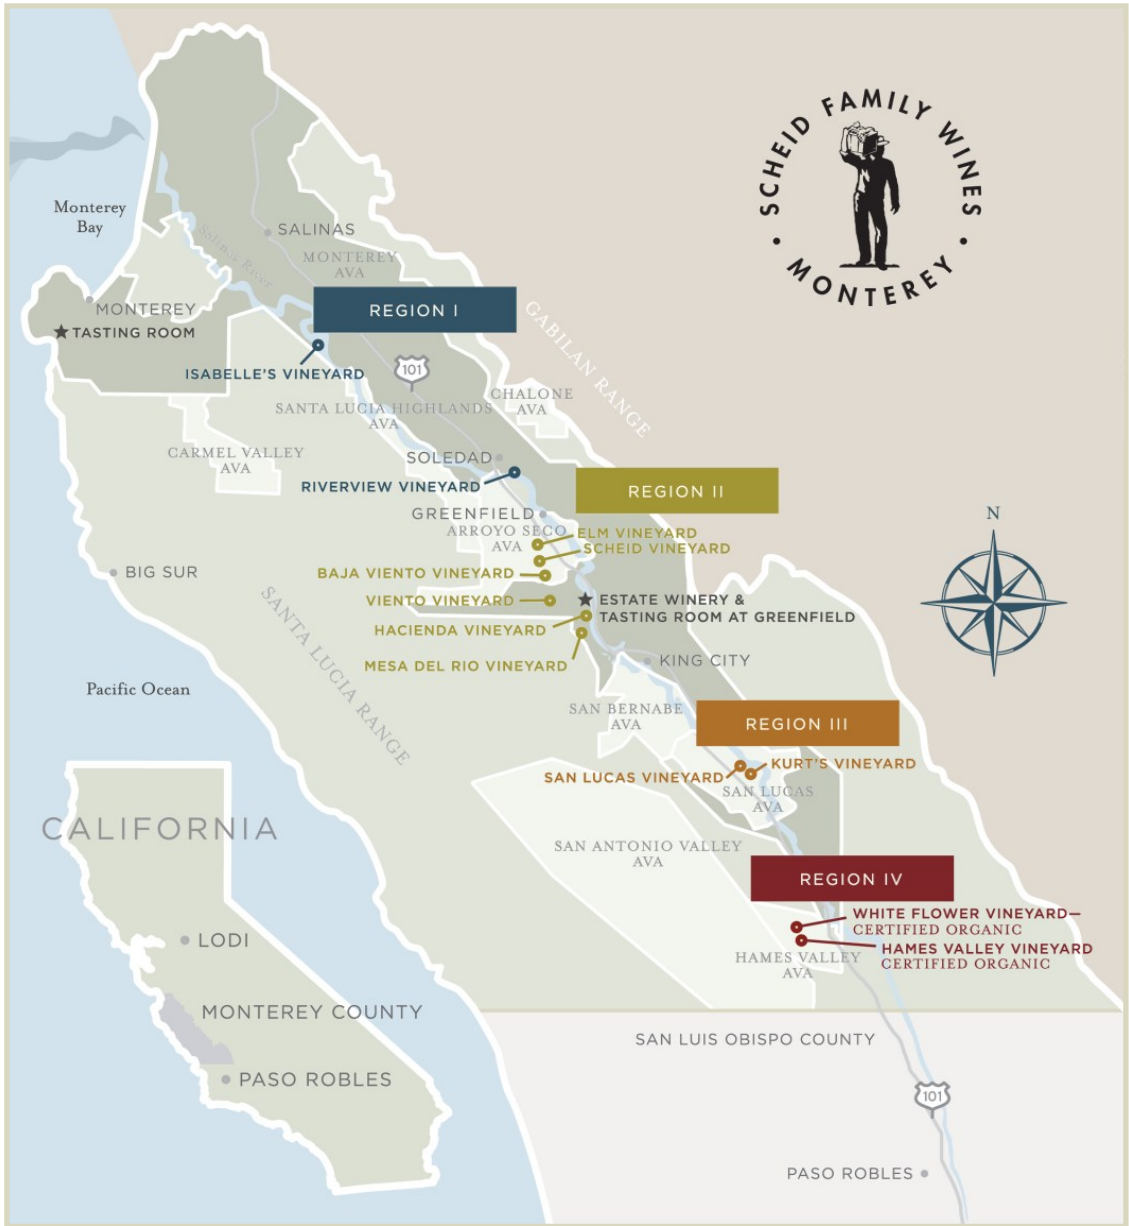 SCHEID FAMILY WINES
• MONTEREY •
Monterey
Bay
SALINAS
Salinas River
MONTEREY
AVA
REGION I
MONTEREY
TASTING ROOM
GABILAN RANGE
ISABELLE'S VINEYARD
101
CHALONE
AVA
SANTA LUCIA HIGHLANDS
AVA
CARMEL VALLEY
AVA
SOLEDAD
RIVERVIEW VINEYARD
REGION II
GREENFIELD
ARROYO SECO
AVA
ELM VINEYARD
SCHEID VINEYARD
N
BIG SUR
BAJA VIENTO VINEYARD
VIENTO VINEYARD
ESTATE WINERY &
TASTING ROOM AT GREENFIELD
HACIENDA VINEYARD
MESA DEL RIO VINEYARD
SANTA LUCIA RANGE
KING CITY
Pacific Ocean
SAN BERNABE
AVA
REGION III
SAN LUCAS VINEYARD
KURT'S VINEYARD
SAN LUCAS
AVA
CALIFORNIA
SAN ANTONIO VALLEY
AVA
REGION IV
WHITE FLOWER VINEYARD—
CERTIFIED ORGANIC
HAMES VALLEY VINEYARD
CERTIFIED ORGANIC
HAMES VALLEY
AVA
LODI
MONTEREY COUNTY
PASO ROBLES
SAN LUIS OBISPO COUNTY
101
PASO ROBLES